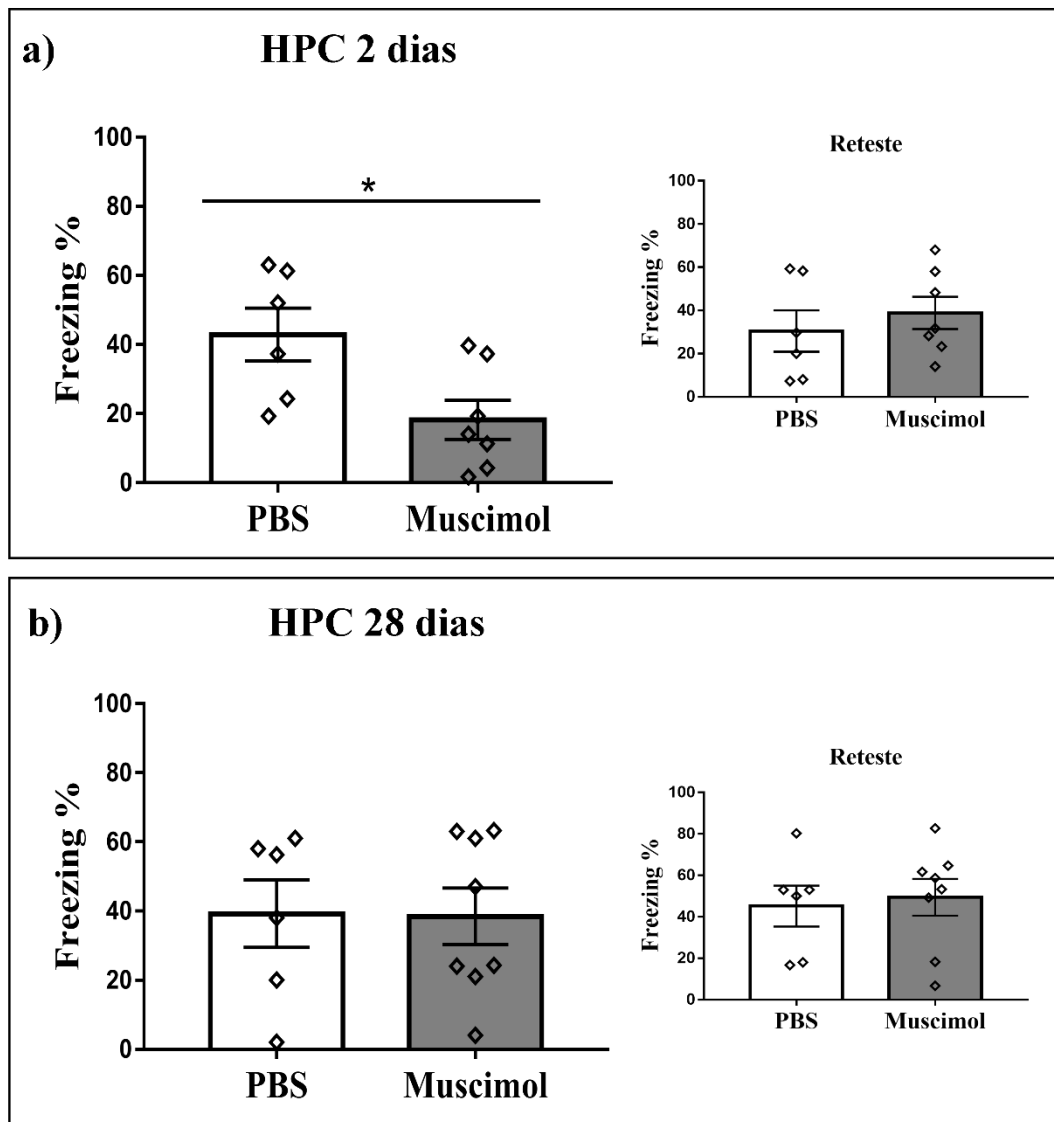 a)
HPC 2 dias
Freezing %
100
80
60
40
20
0
*
PBS
Muscimol
Reteste
Freezing %
100
80
60
40
20
0
PBS
Muscimol
b)
HPC 28 dias
Freezing %
100
80
60
40
20
0
PBS
Muscimol
Reteste
Freezing %
100
80
60
40
20
0
PBS
Muscimol